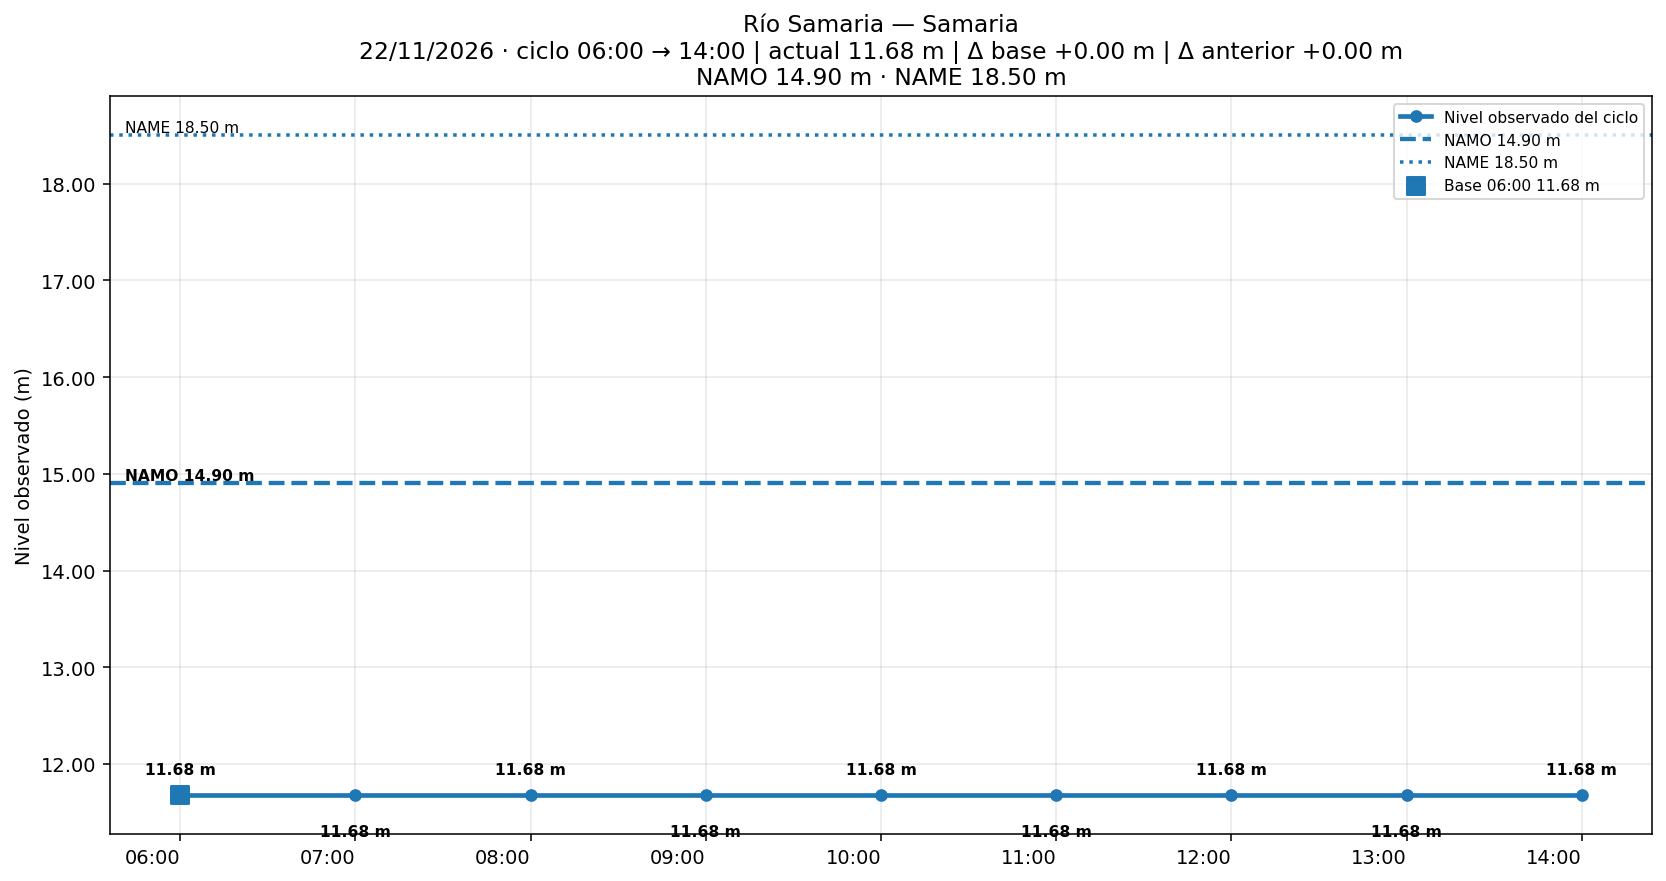 Río Samaria — Samaria
22/11/2026 · ciclo 06:00 → 14:00 | actual 11.68 m | Δ base +0.00 m | Δ anterior +0.00 m
NAMO 14.90 m · NAME 18.50 m
NAME 18.50 m
Nivel observado del ciclo
NAMO 14.90 m
NAME 18.50 m
Base 06:00 11.68 m
18.00
17.00
16.00
15.00
14.00
13.00
12.00
Nivel observado (m)
NAMO 14.90 m
11.68 m 11.68 m 11.68 m 11.68 m 11.68 m
11.68 m 11.68 m 11.68 m 11.68 m
06:00 07:00 08:00 09:00 10:00 11:00 12:00 13:00 14:00